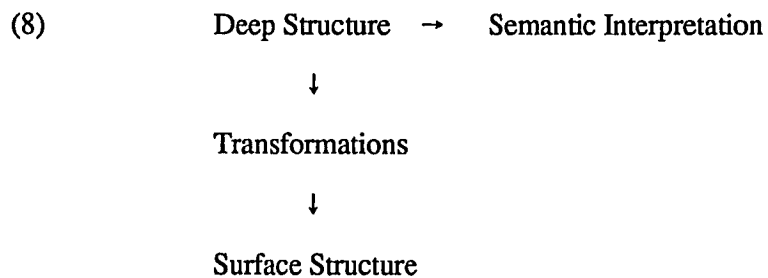 (8) Deep Structure → Semantic Interpretation
↓
Transformations
↓
Surface Structure